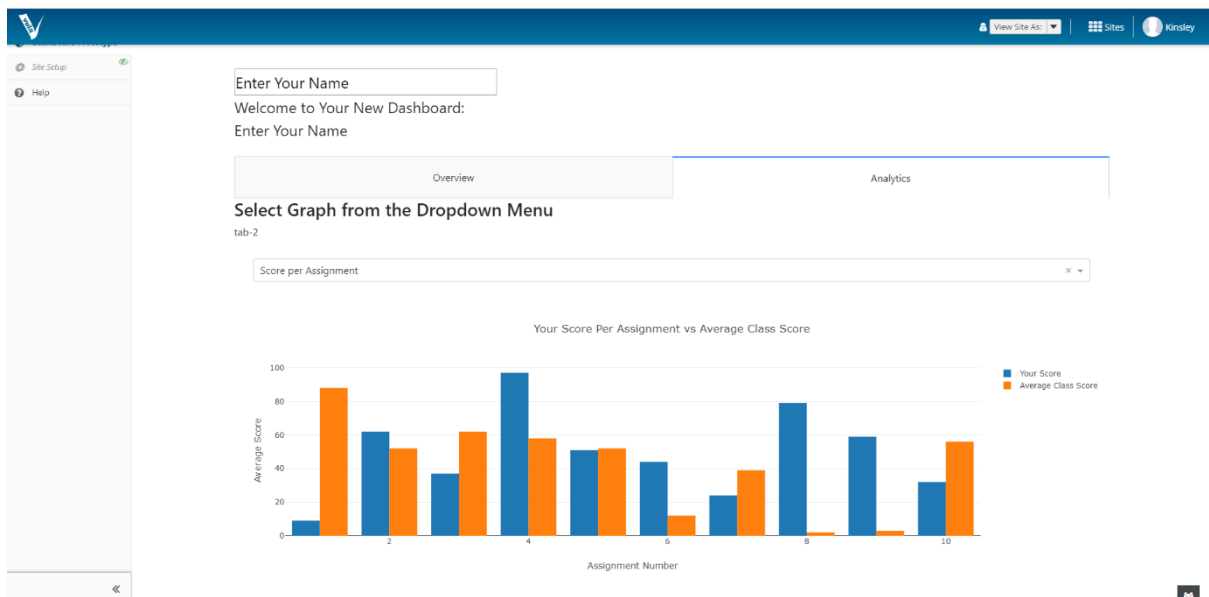 View Site As:
Sites
Kinsley
Site Setup
Help
Enter Your Name
Welcome to Your New Dashboard:
Enter Your Name
Overview
Analytics
Select Graph from the Dropdown Menu
tab-2
Score per Assignment
Your Score Per Assignment vs Average Class Score
100
80
60
40
20
0
Average Score
2
4
6
8
10
Assignment Number
Your Score
Average Class Score